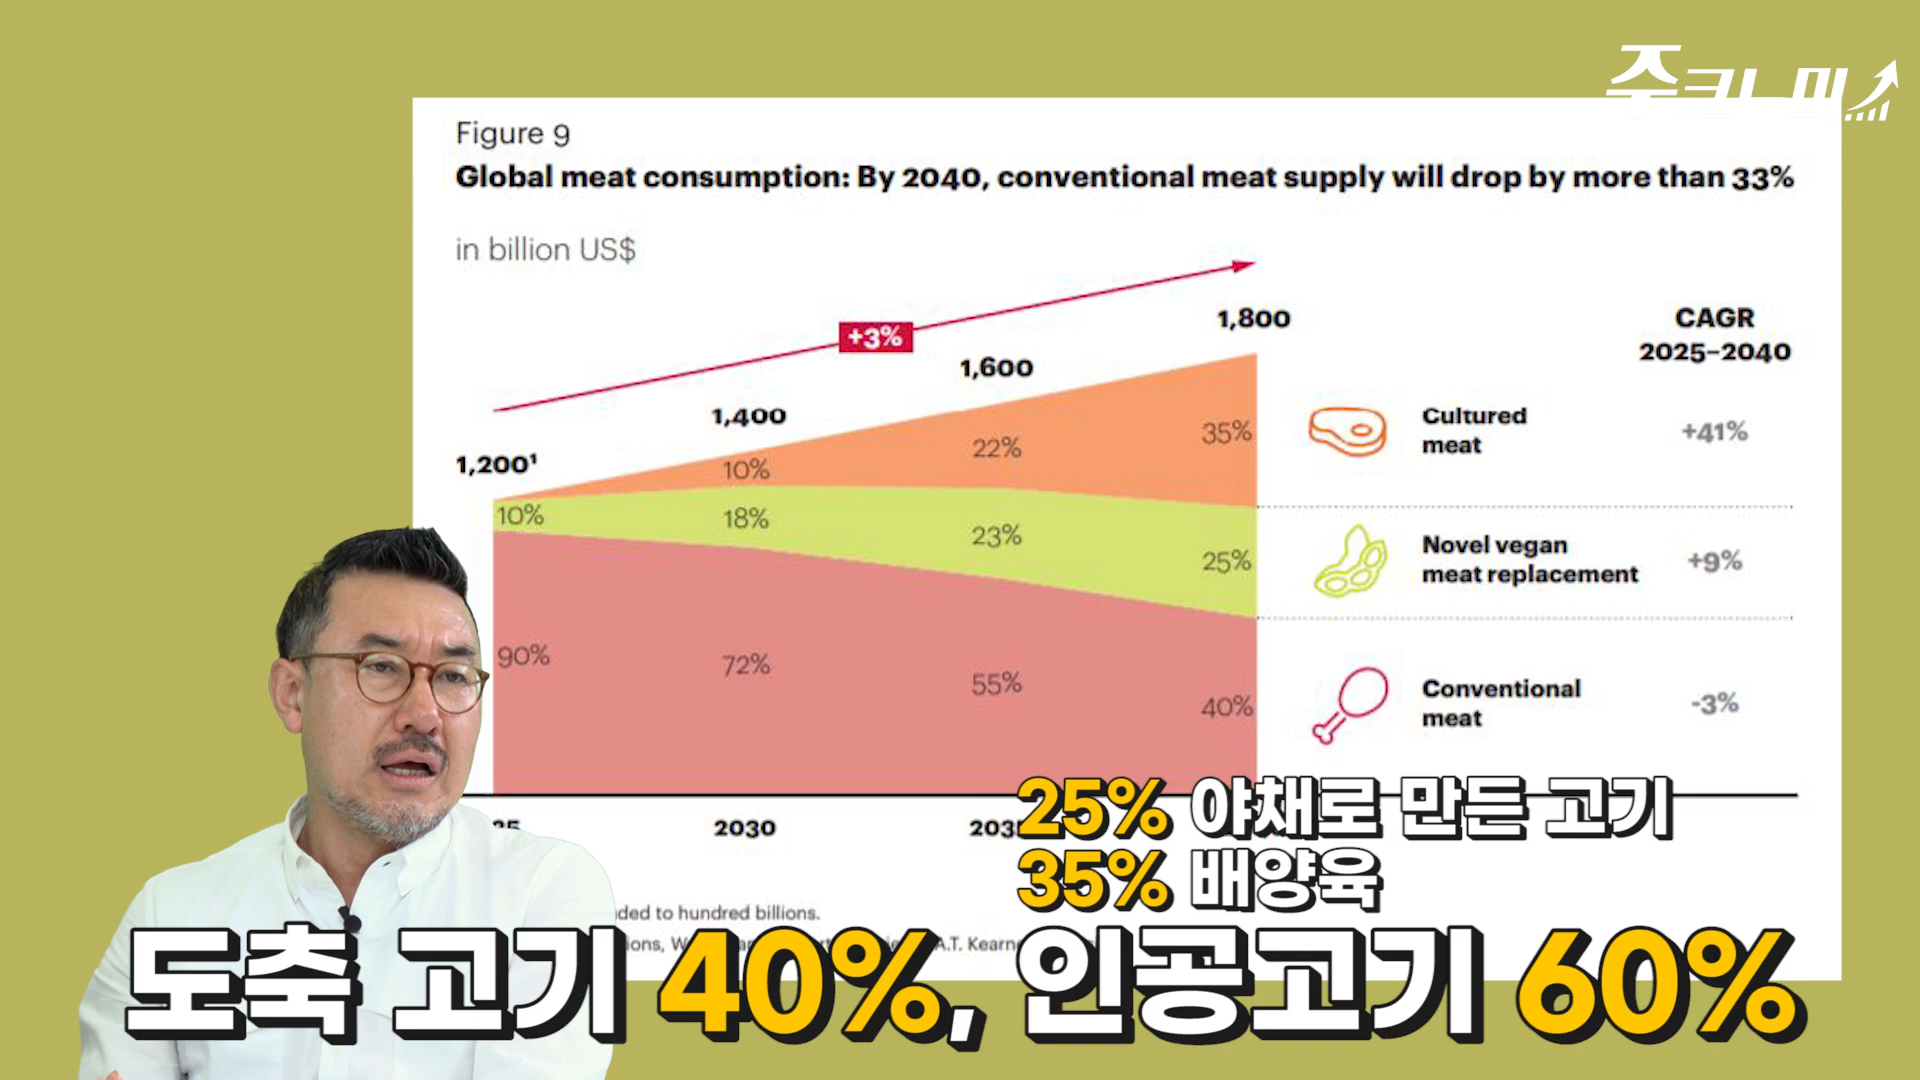 주코노미
Figure 9
Global meat consumption: By 2040, conventional meat supply will drop by more than 33%
in billion US$
+3%
1,200¹
1,400
1,600
1,800
CAGR
2025–2040
10%
22%
35%
Cultured
meat
+41%
10%
18%
23%
25%
Novel vegan
meat replacement
+9%
90%
72%
55%
40%
Conventional
meat
-3%
2030
25% 야채로 만든 고기
35% 배양육
to hundred billions.
A.T.
도축 고기 40%, 인공고기 60%